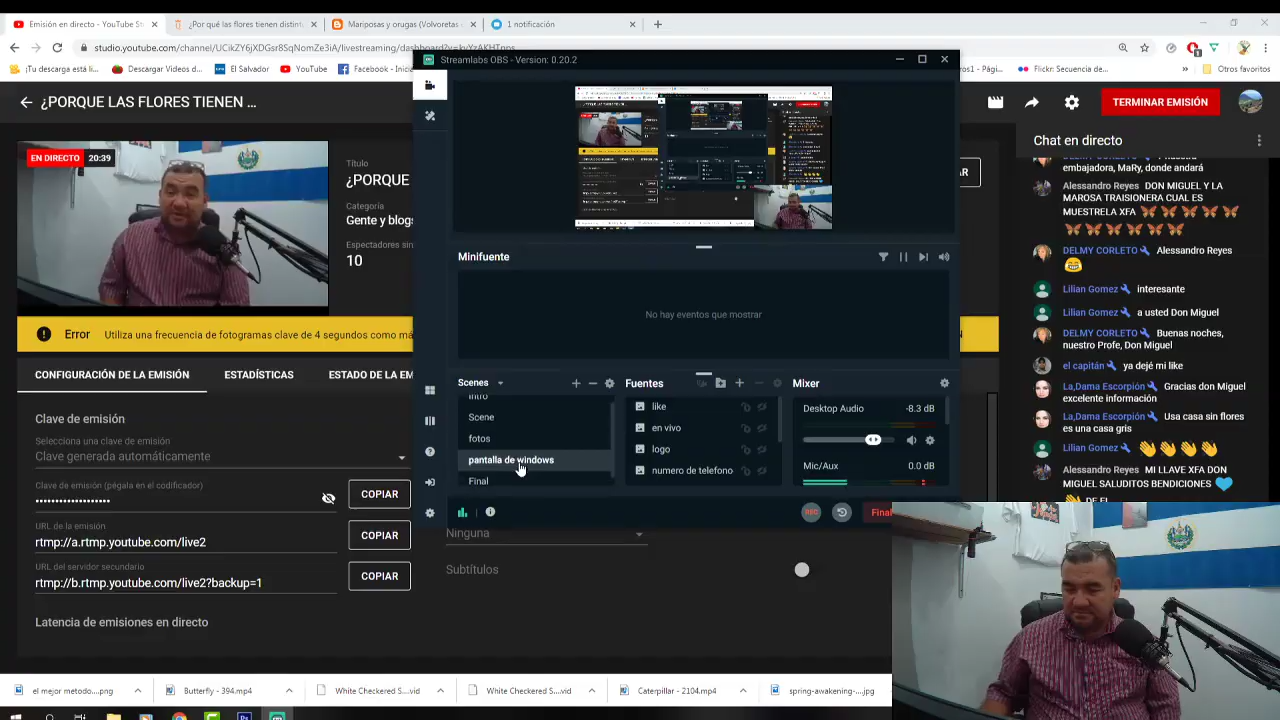 Emisión en directo - YouTube St
¿Por qué las flores tienen distint
Mariposas y orugas (Volvoretas
1 notificación
studio.youtube.com/channel/UCikZY6jXDGsr8SqNomZe3iA/livestreaming/dashboard?
¡Tu descarga está l...
Descargar Vídeos d...
El Salvador
YouTube
Facebook - Inicia
ros1 - Pág...
Flickr: Secuencia de...
Otros favoritos
Streamlabs OBS - Version: 0.20.2
¿PORQUE LAS FLORES TIENEN ...
TERMINAR EMISIÓN
EN DIRECTO
20:39
Título
¿PORQUE
Categoría
Gente y blogs
Espectadores sin
10
Error
Utiliza una frecuencia de fotogramas clave de 4 segundos como má
CONFIGURACIÓN DE LA EMISIÓN
ESTADÍSTICAS
ESTADO DE LA EM
Clave de emisión
Selecciona una clave de emisión
Clave generada automáticamente
Clave de emisión (pégala en el codificador)
COPIAR
URL de la emisión
rtmp://a.rtmp.youtube.com/live2
COPIAR
URL del servidor secundario
rtmp://b.rtmp.youtube.com/live2?backup=1
COPIAR
Latencia de emisiones en directo
Minifuente
No hay eventos que mostrar
Scenes
Intro
Scene
fotos
pantalla de windows
Final
Fuentes
like
en vivo
logo
numero de telefono
Mixer
Desktop Audio
-8.3 dB
Mic/Aux
0.0 dB
REC
Final
Ninguna
Subtítulos
AR
Chat en directo
embajadora, MaRy, donde andará
Alessandro Reyes DON MIGUEL Y LA
MAROSA TRAISIONERA CUAL ES
MUESTRELA XFA
DELMY CORLETO Alessandro Reyes
Lilian Gomez interesante
Lilian Gomez a usted Don Miguel
DELMY CORLETO Buenas noches,
nuestro Profe, Don Miguel
el capitán ya dejé mi like
La,Dama Escorpión Gracias don Miguel
excelente información
La,Dama Escorpión Usa casa sin flores
es una casa gris
Lilian Gomez
Alessandro Reyes MI LLAVE XFA DON
MIGUEL SALUDITOS BENDICIONES
el mejor metodo....png
Butterfly - 394.mp4
White Checkered S....vid
White Checkered S....vid
Caterpillar - 2104.mp4
spring-awakening-...jpg